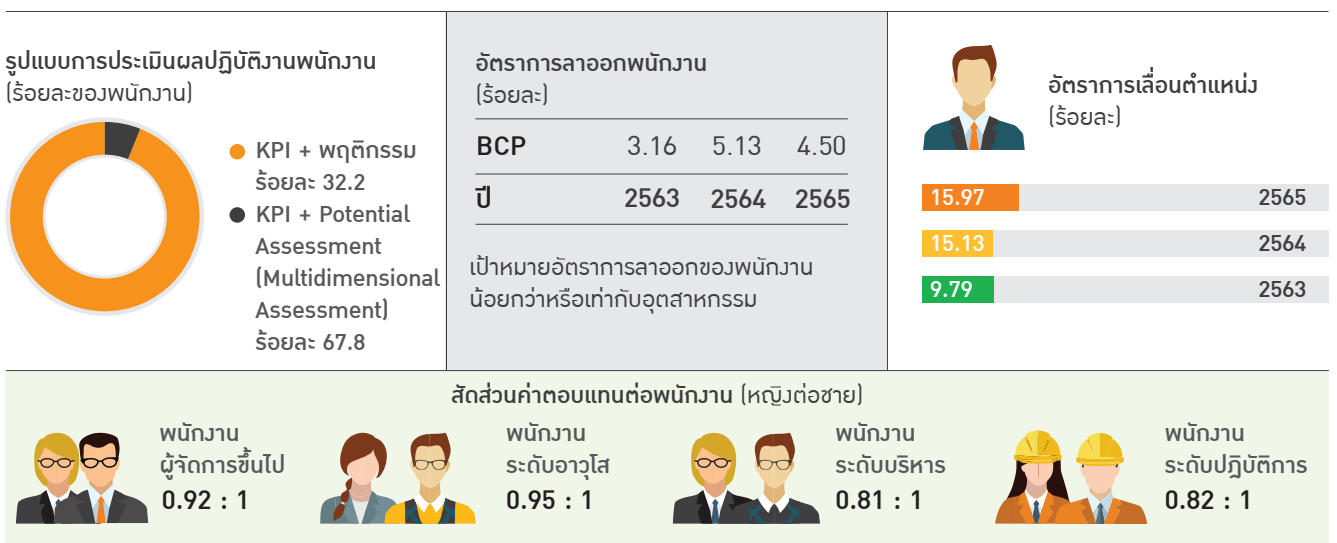 รูปแบบการประเมินผลปฏิบัติงานพนักงาน
(ร้อยละของพนักงาน)
KPI + พฤติกรรม
ร้อยละ 32.2
KPI + Potential
Assessment
(Multidimensional
Assessment)
ร้อยละ 67.8
อัตราการลาออกพนักงาน
(ร้อยละ)
BCP 3.16 5.13 4.50
ปี 2563 2564 2565
เป้าหมายอัตราการลาออกของพนักงาน
น้อยกว่าหรือเท่ากับอุตสาหกรรม
อัตราการเลื่อนตำแหน่ง
(ร้อยละ)
15.97 2565
15.13 2564
9.79 2563
สัดส่วนค่าตอบแทนต่อพนักงาน (หญิงต่อชาย)
พนักงาน
ผู้จัดการขึ้นไป
0.92 : 1
พนักงาน
ระดับอาวุโส
0.95 : 1
พนักงาน
ระดับบริหาร
0.81 : 1
พนักงาน
ระดับปฏิบัติการ
0.82 : 1